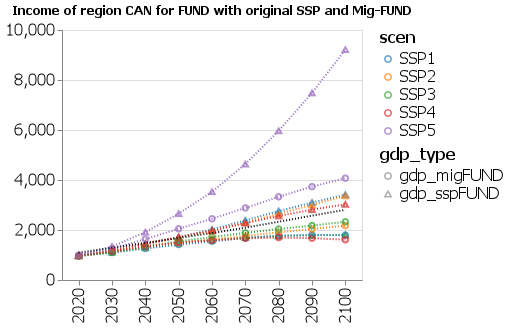 Income of region CAN for FUND with original SSP and Mig-FUND
10,000
8,000
6,000
4,000
2,000
0
2020
2030
2040
2050
2060
2070
2080
2090
2100
scen
SSP1
SSP2
SSP3
SSP4
SSP5
gdp_type
gdp_migFUND
gdp_sspFUND